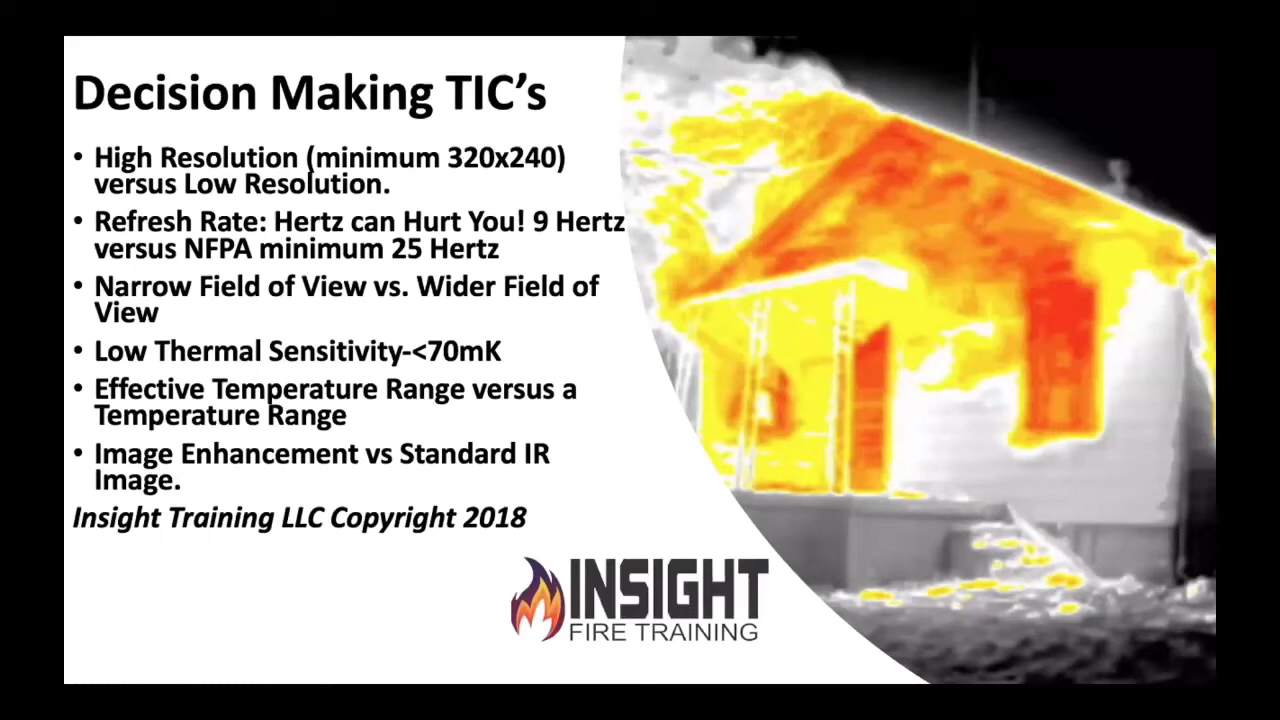 Decision Making TIC's
• High Resolution (minimum 320x240)
versus Low Resolution.
• Refresh Rate: Hertz can Hurt You! 9 Hertz
versus NFPA minimum 25 Hertz
• Narrow Field of View vs. Wider Field of
View
• Low Thermal Sensitivity-<70mK
• Effective Temperature Range versus a
Temperature Range
• Image Enhancement vs Standard IR
Image.
Insight Training LLC Copyright 2018
INSIGHT
FIRE TRAINING